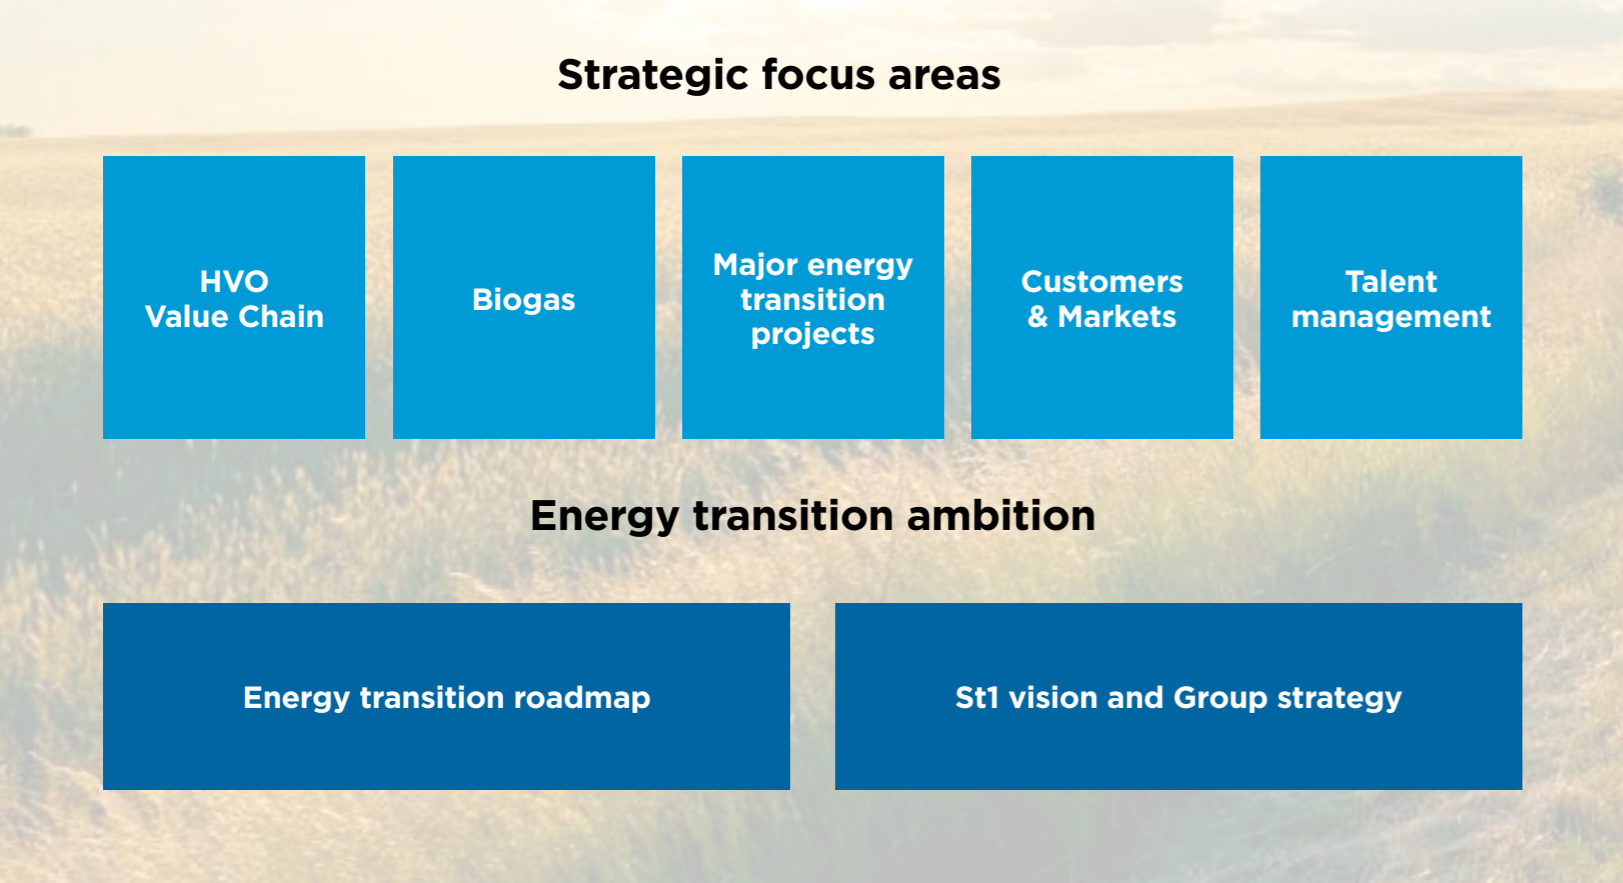 Strategic focus areas
HVO
Value Chain
Biogas
Major energy
transition
projects
Customers
& Markets
Talent
management
Energy transition ambition
Energy transition roadmap
St1 vision and Group strategy